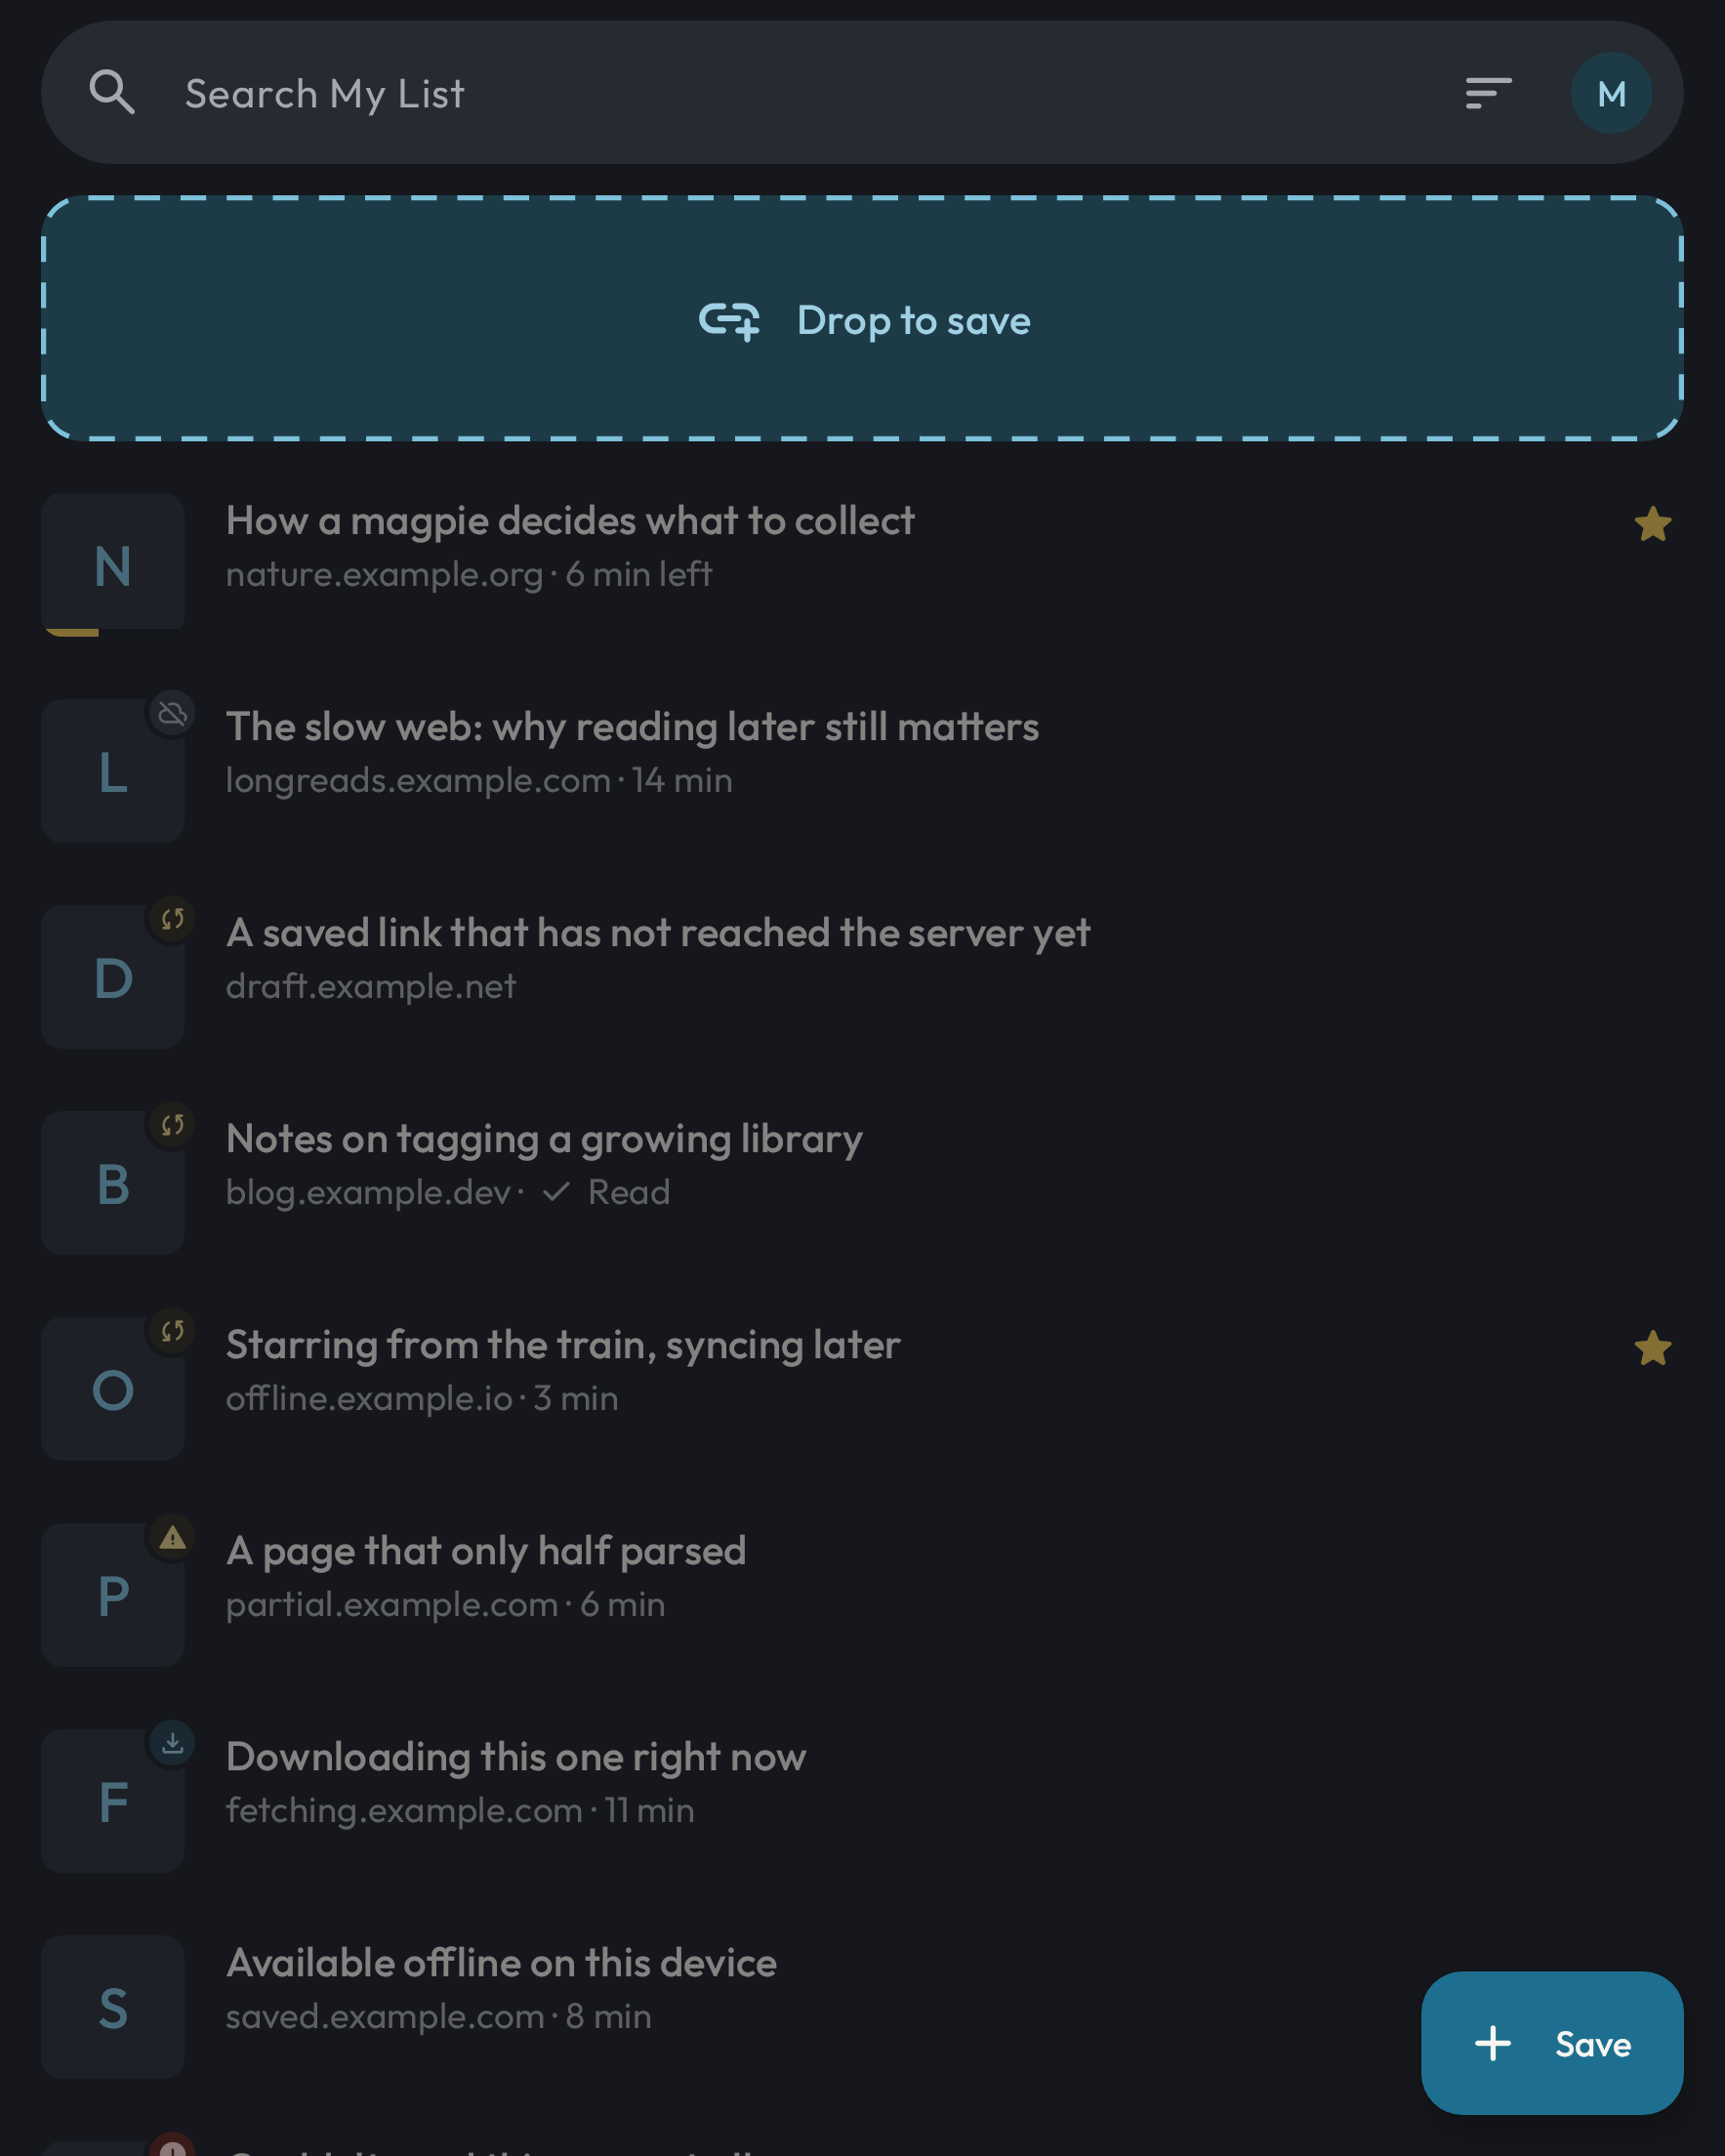 Search My List
M
Drop to save
N
How a magpie decides what to collect
nature.example.org · 6 min left
L
The slow web: why reading later still matters
longreads.example.com · 14 min
D
A saved link that has not reached the server yet
draft.example.net
B
Notes on tagging a growing library
blog.example.dev · ✓ Read
O
Starring from the train, syncing later
offline.example.io · 3 min
P
A page that only half parsed
partial.example.com · 6 min
F
Downloading this one right now
fetching.example.com · 11 min
S
Available offline on this device
saved.example.com · 8 min
Save